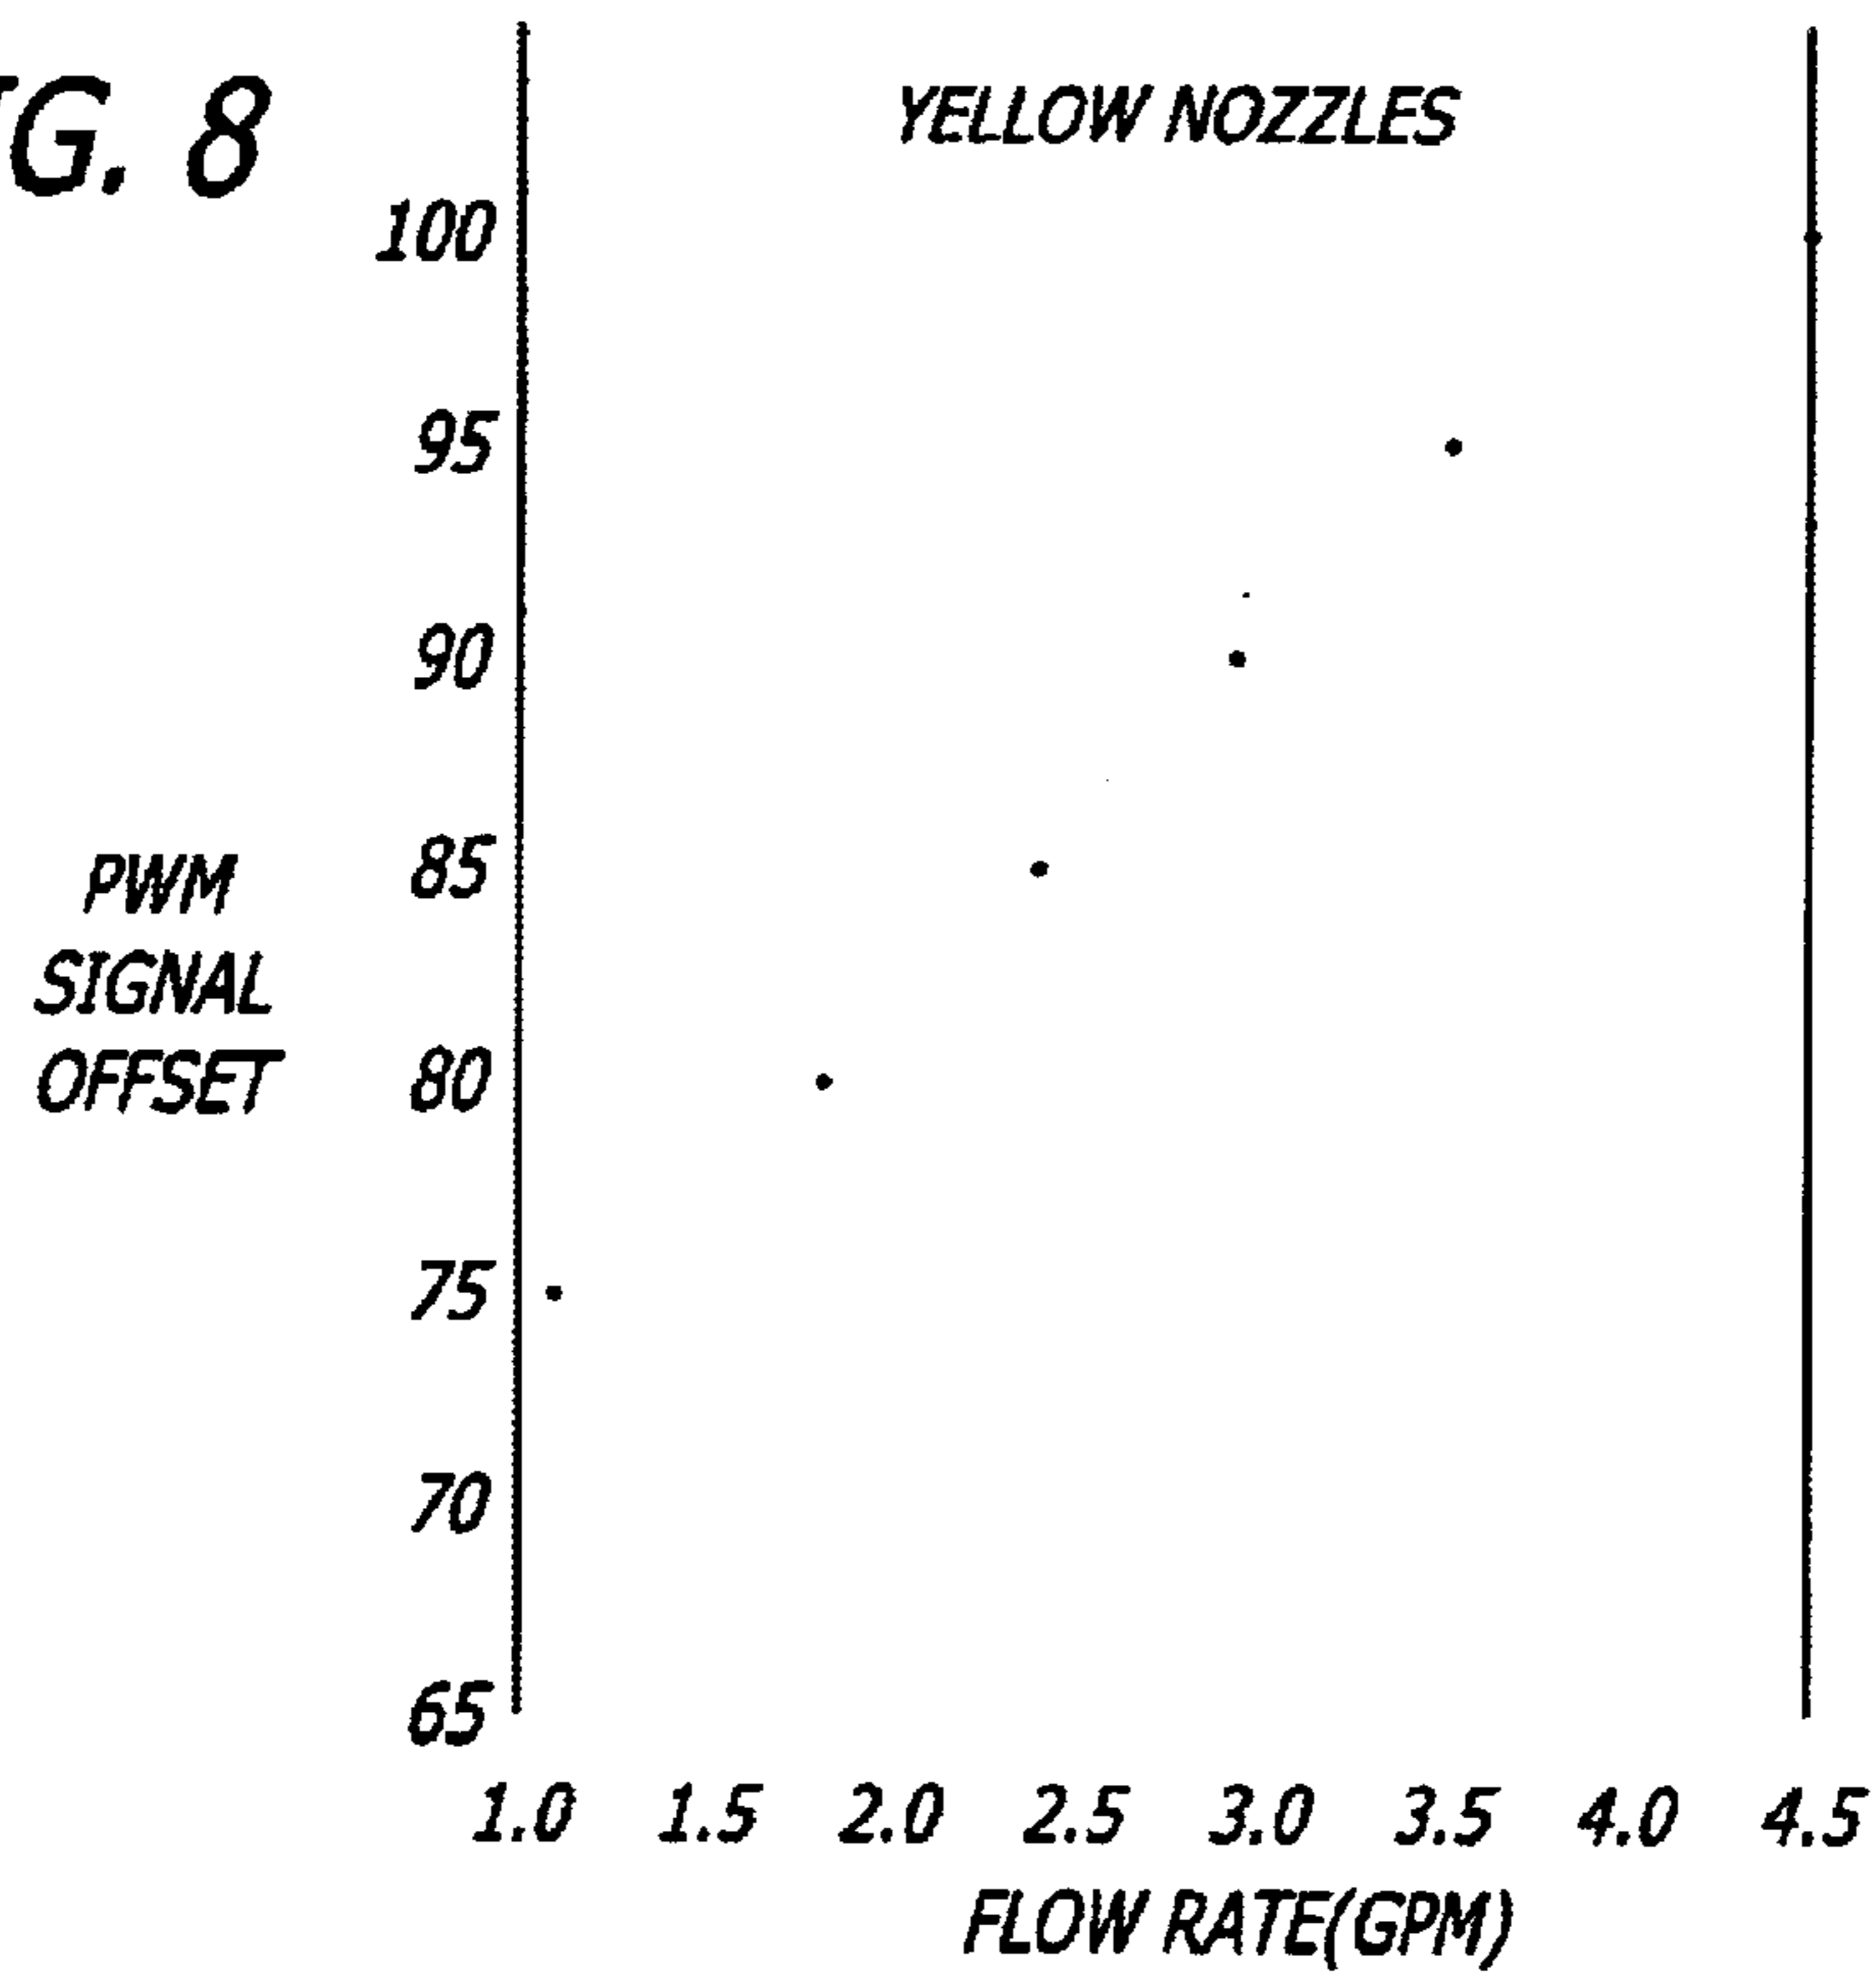 G. 8
YELLOW NOZZLES
100
95
90
85
PWM
SIGNAL
OFFSET
80
75
70
65
1.0 1.5 2.0 2.5 3.0 3.5 4.0 4.5
FLOW RATE(GPM)